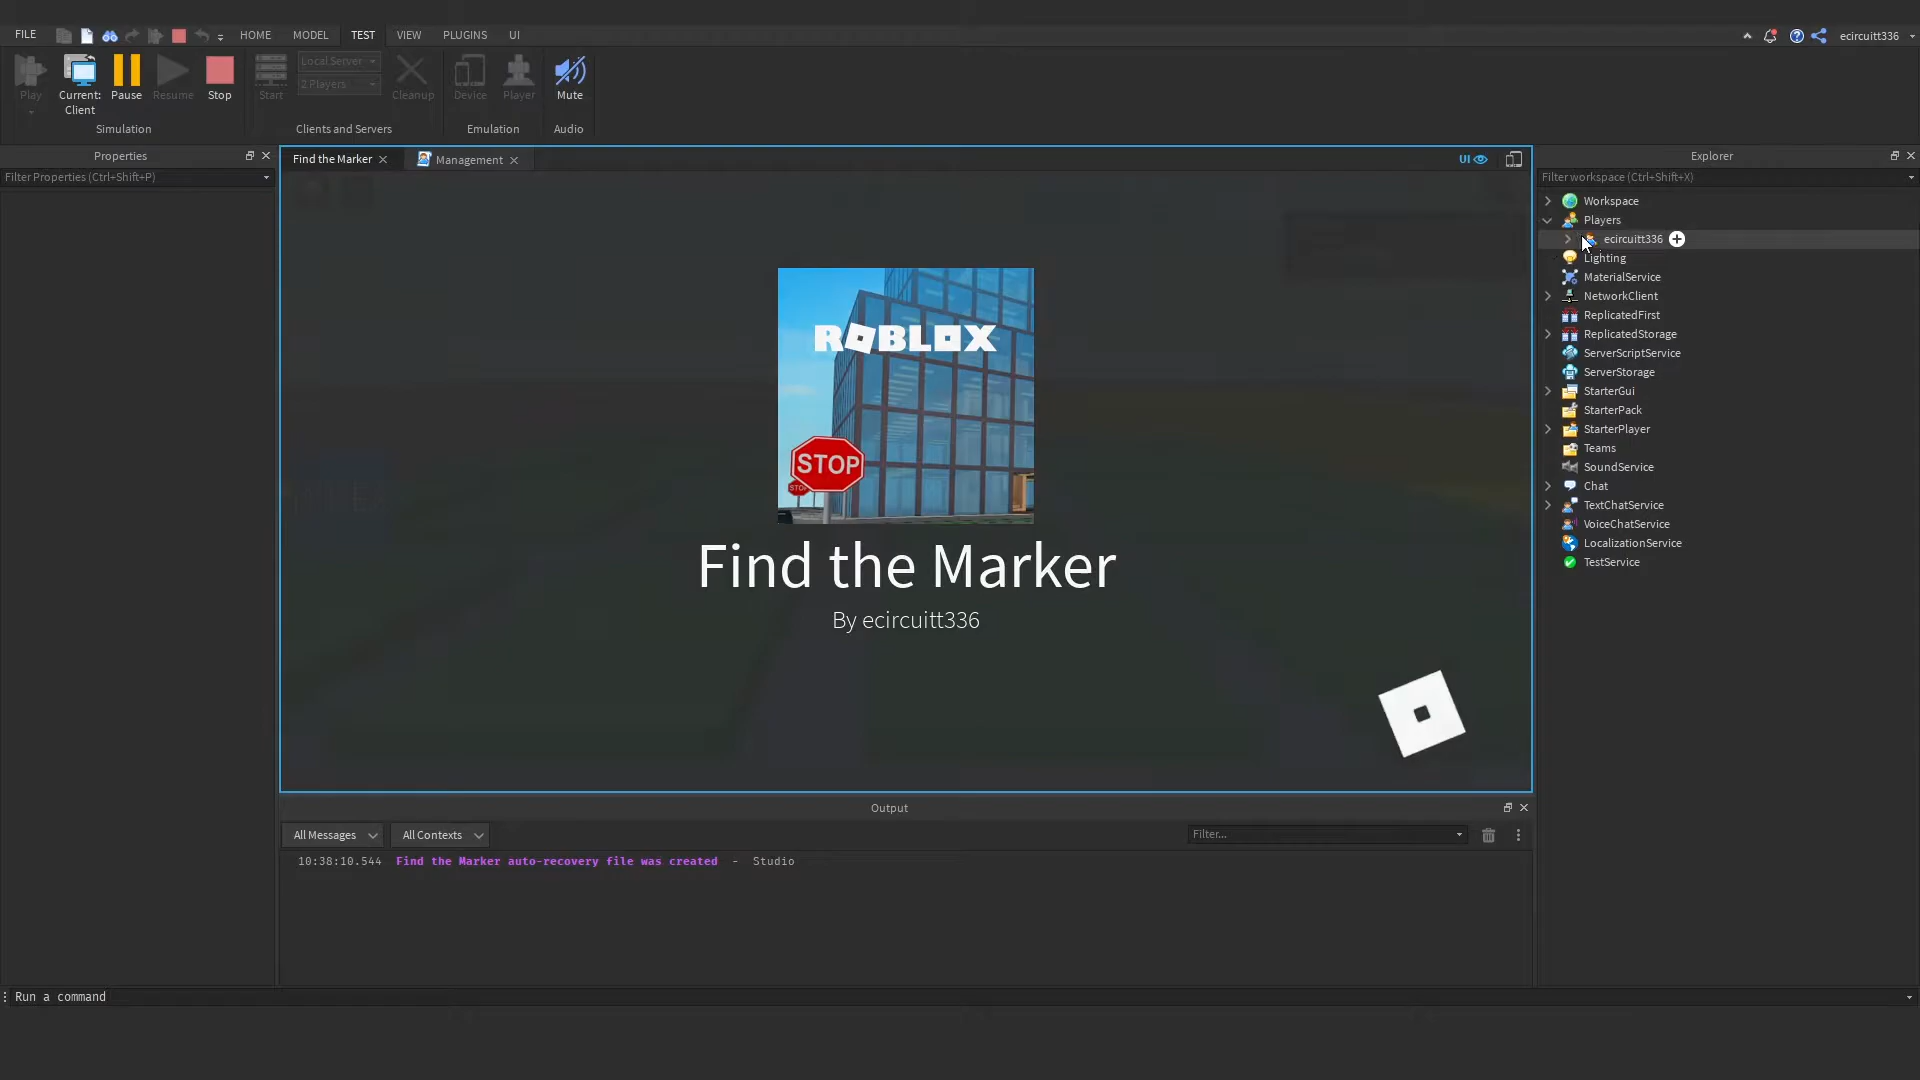 FILE HOME MODEL TEST VIEW PLUGINS UI ecircuitt336
Play Current: Client Pause Resume Stop Start Local Server 2 Players Cleanup Device Player Mute
Simulation Clients and Servers Emulation Audio
Properties
Filter Properties (Ctrl+Shift+P)
Find the Marker Management UI
ROBLOX
STOP
STOP
Find the Marker
By ecircuitt336
Output
All Messages All Contexts Filter...
10:38:10.544 Find the Marker auto-recovery file was created - Studio
Explorer
Filter workspace (Ctrl+Shift+X)
Workspace
Players
ecircuitt336
Lighting
MaterialService
NetworkClient
ReplicatedFirst
ReplicatedStorage
ServerScriptService
ServerStorage
StarterGui
StarterPack
StarterPlayer
Teams
SoundService
Chat
TextChatService
VoiceChatService
LocalizationService
TestService
Run a command